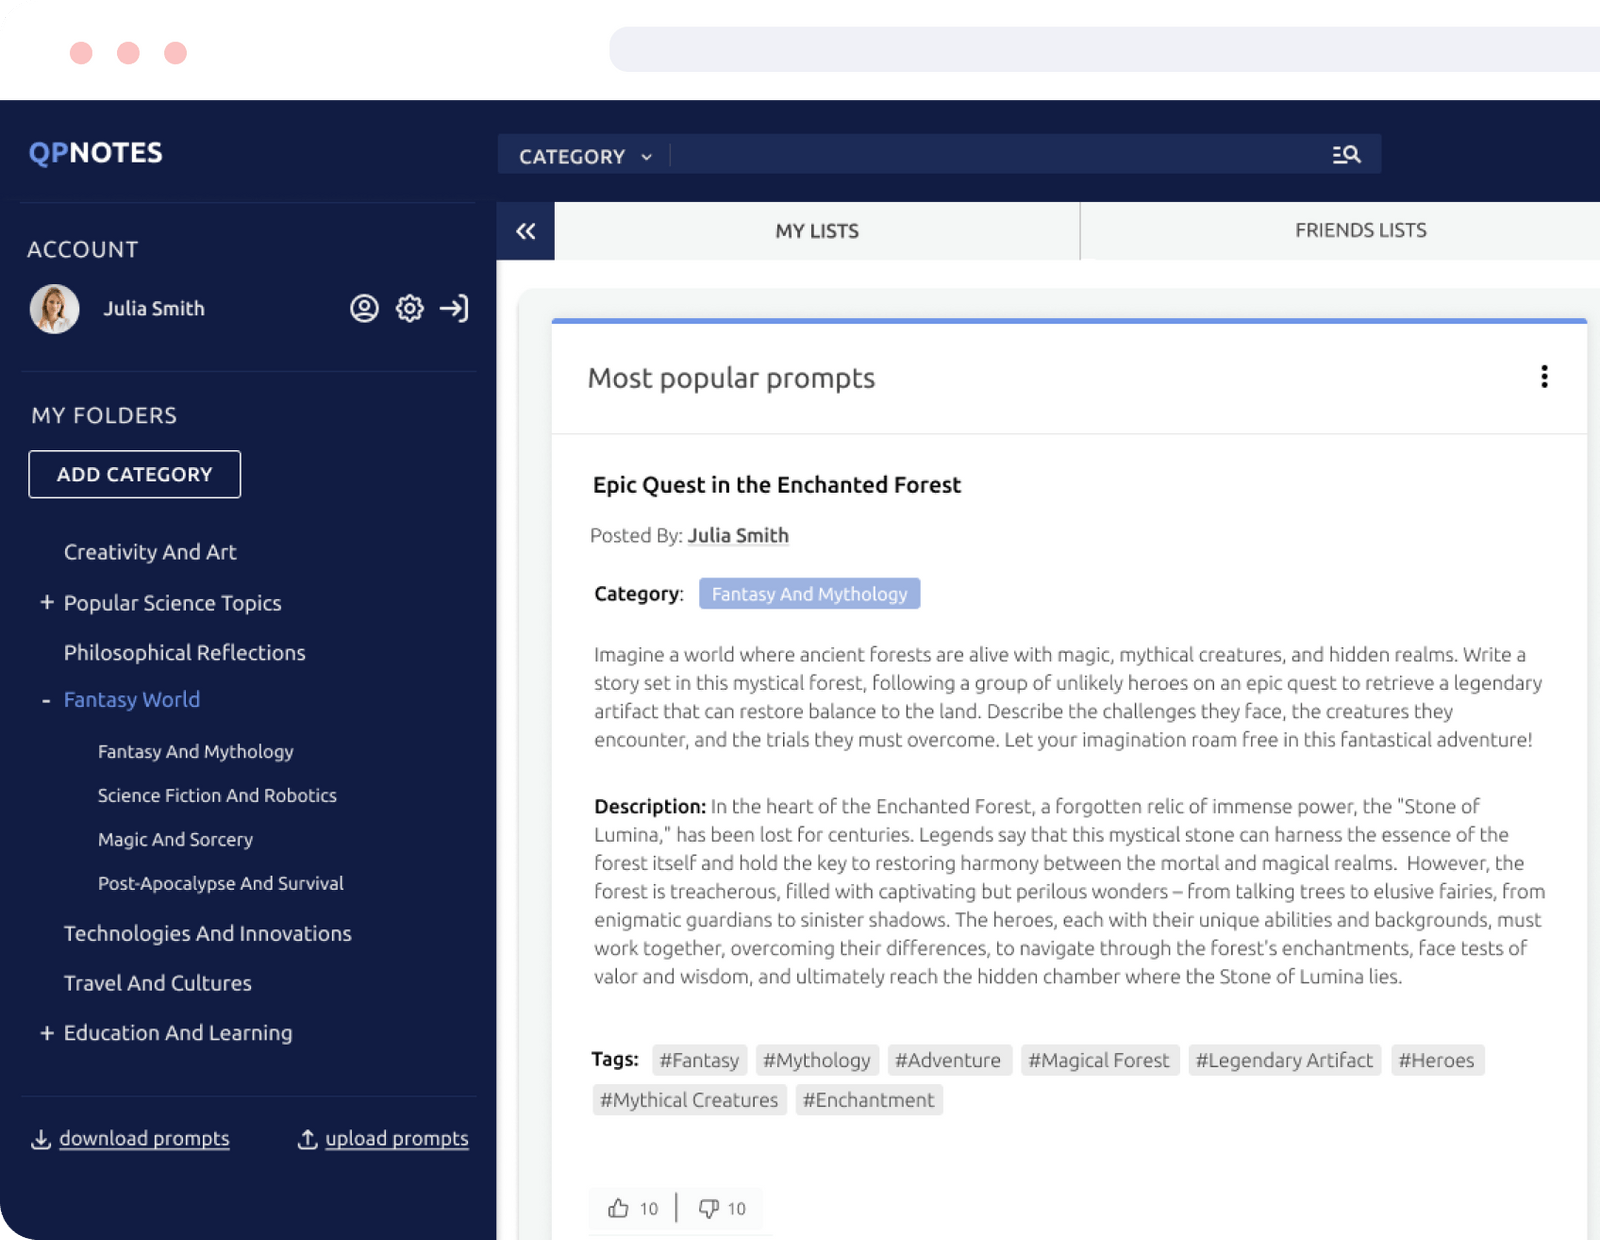 QPNOTES
CATEGORY
MY LISTS
FRIENDS LISTS
ACCOUNT
Julia Smith
MY FOLDERS
ADD CATEGORY
Creativity And Art
+ Popular Science Topics
Philosophical Reflections
- Fantasy World
Fantasy And Mythology
Science Fiction And Robotics
Magic And Sorcery
Post-Apocalypse And Survival
Technologies And Innovations
Travel And Cultures
+ Education And Learning
download prompts
upload prompts
Most popular prompts
Epic Quest in the Enchanted Forest
Posted By: Julia Smith
Category: Fantasy And Mythology
Imagine a world where ancient forests are alive with magic, mythical creatures, and hidden realms. Write a
story set in this mystical forest, following a group of unlikely heroes on an epic quest to retrieve a legendary
artifact that can restore balance to the land. Describe the challenges they face, the creatures they
encounter, and the trials they must overcome. Let your imagination roam free in this fantastical adventure!
Description: In the heart of the Enchanted Forest, a forgotten relic of immense power, the "Stone of
Lumina," has been lost for centuries. Legends say that this mystical stone can harness the essence of the
forest itself and hold the key to restoring harmony between the mortal and magical realms. However, the
forest is treacherous, filled with captivating but perilous wonders – from talking trees to elusive fairies, from
enigmatic guardians to sinister shadows. The heroes, each with their unique abilities and backgrounds, must
work together, overcoming their differences, to navigate through the forest's enchantments, face tests of
valor and wisdom, and ultimately reach the hidden chamber where the Stone of Lumina lies.
Tags: #Fantasy #Mythology #Adventure #Magical Forest #Legendary Artifact #Heroes
#Mythical Creatures #Enchantment
10 10